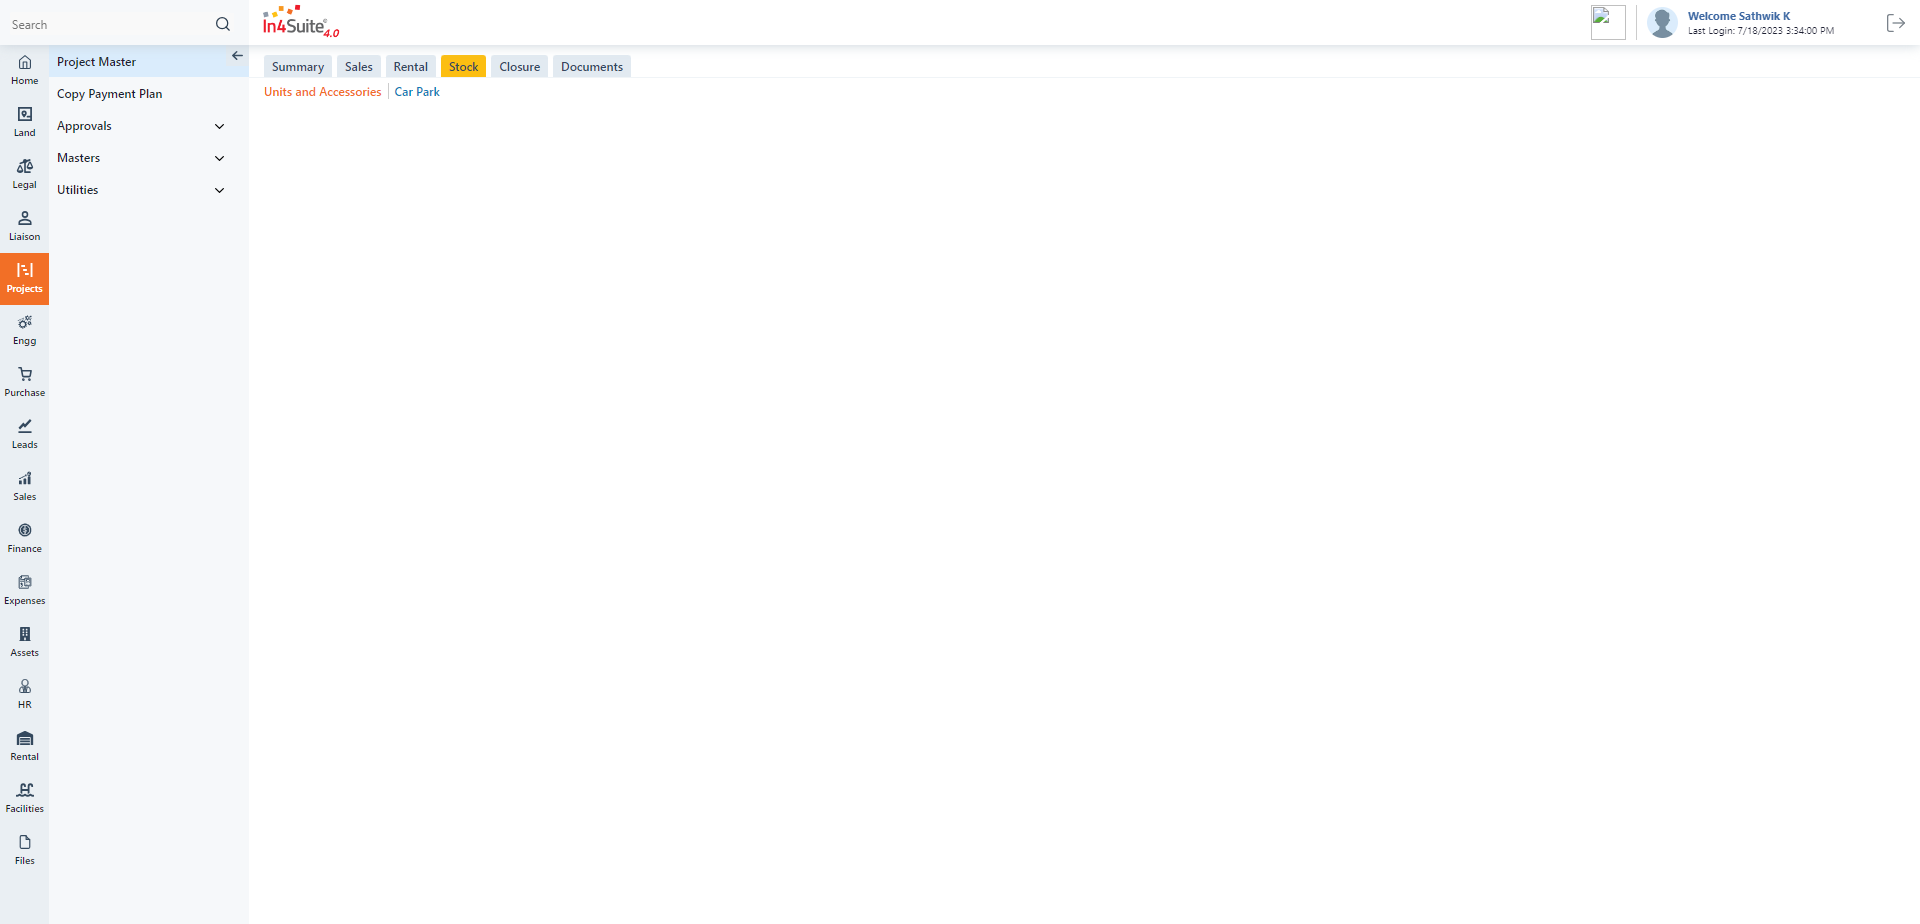 Search
In4Suite® 4.0
Welcome Sathwik K
Last Login: 7/18/2023 3:34:00 PM
Home
Land
Legal
Liaison
Projects
Engg
Purchase
Leads
Sales
Finance
Expenses
Assets
HR
Rental
Facilities
Files
Project Master
Copy Payment Plan
Approvals
Masters
Utilities
Summary Sales Rental Stock Closure Documents
Units and Accessories Car Park